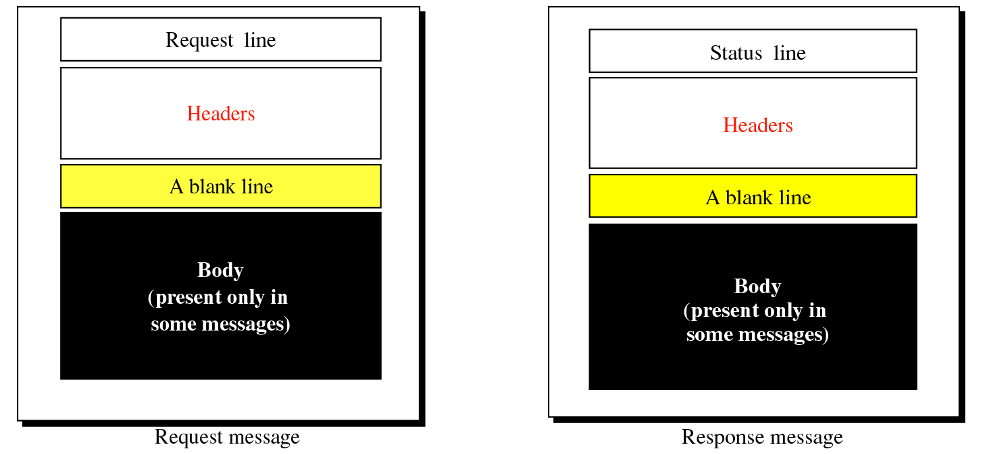 Request line
Headers
A blank line
Body
(present only in
some messages)
Request message
Status line
Headers
A blank line
Body
(present only in
some messages)
Response message